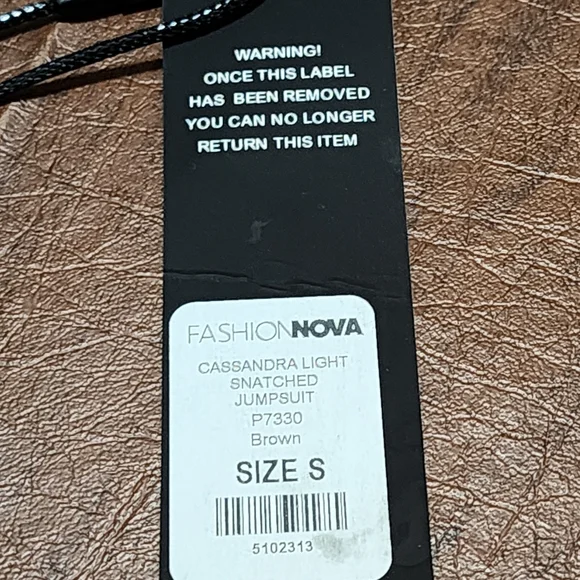 WARNING!
ONCE THIS LABEL
HAS BEEN REMOVED
YOU CAN NO LONGER
RETURN THIS ITEM
FASHIONNOVA
CASSANDRA LIGHT
SNATCHED
JUMPSUIT
P7330
Brown
SIZE S
5102313